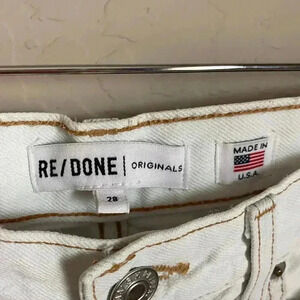 RE/DONE | ORIGINALS
MADE IN
U.S.A.
28